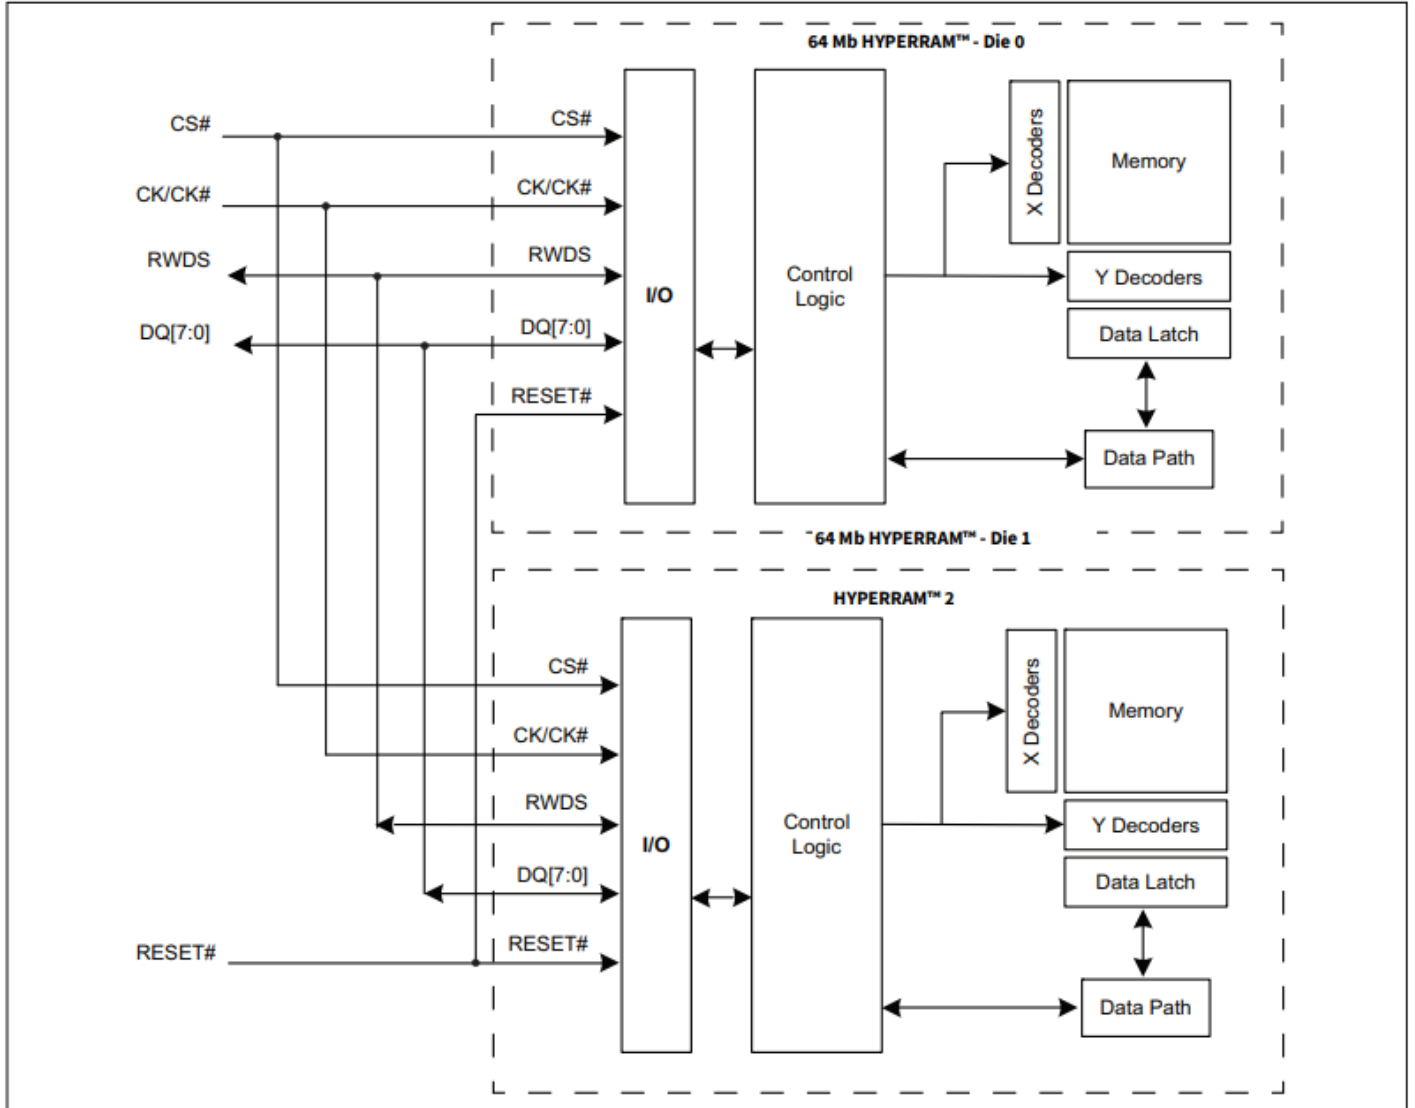 64 Mb HYPERRAM™ - Die 0
CS#
CS#
CK/CK#
CK/CK#
RWDS
RWDS
DQ[7:0]
DQ[7:0]
RESET#
I/O
Control
Logic
X Decoders
Memory
Y Decoders
Data Latch
Data Path
64 Mb HYPERRAM™ - Die 1
HYPERRAM™ 2
CS#
CK/CK#
RWDS
DQ[7:0]
RESET#
RESET#
I/O
Control
Logic
X Decoders
Memory
Y Decoders
Data Latch
Data Path